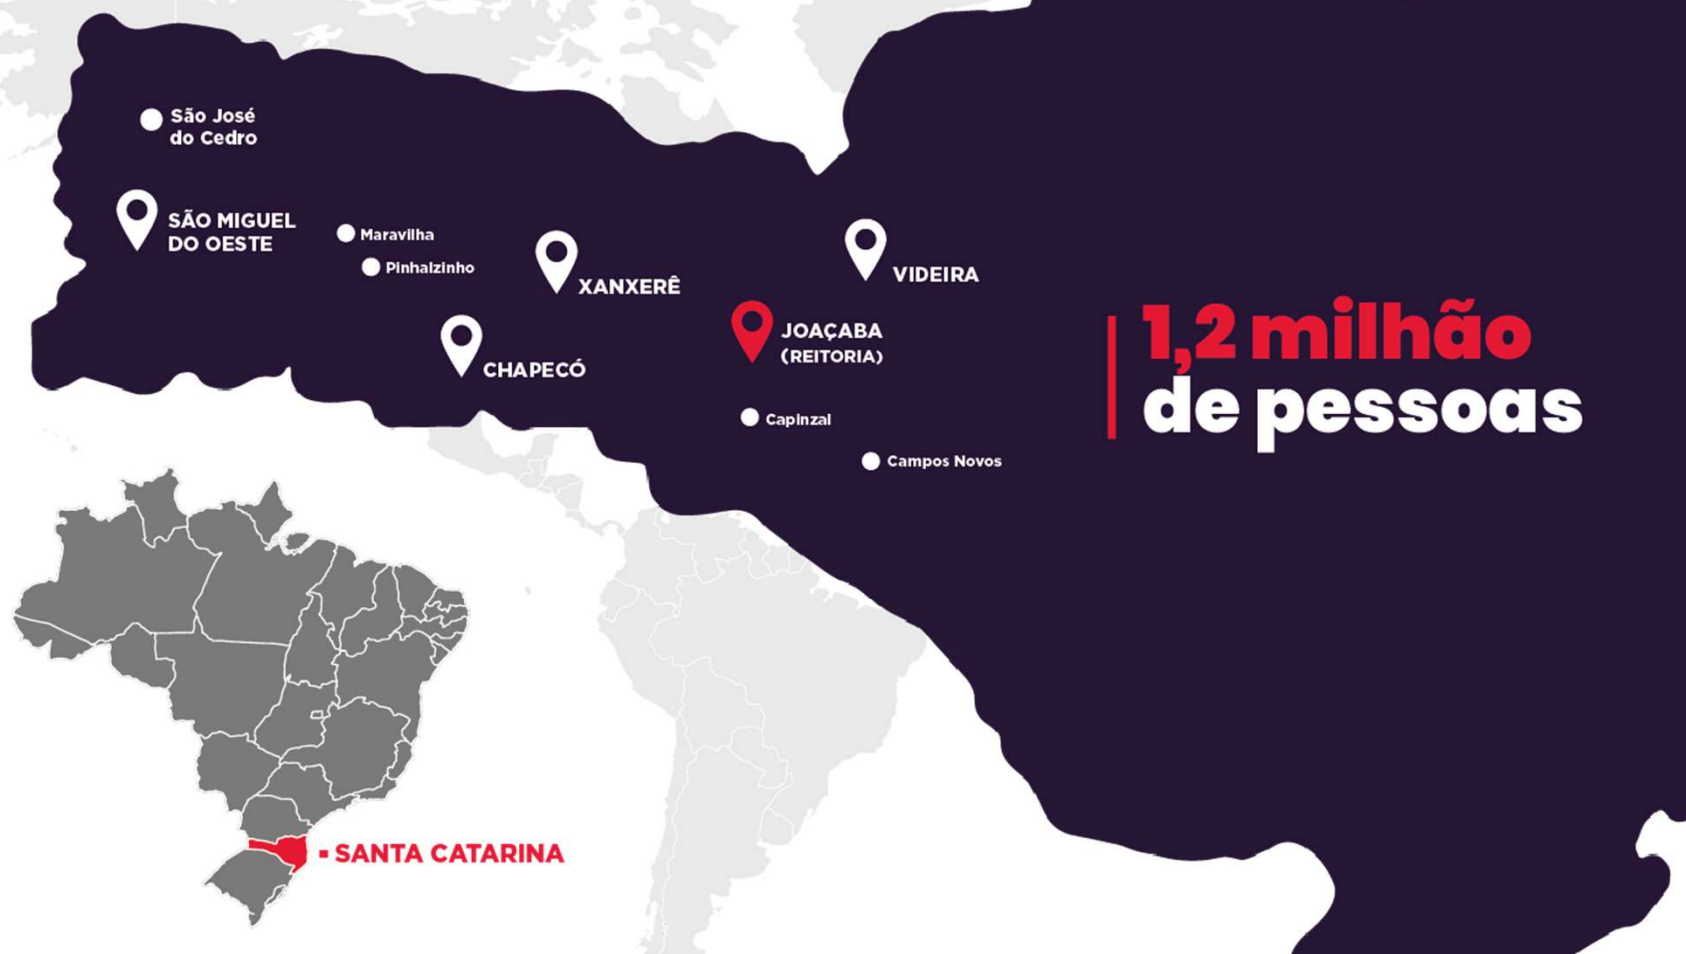 São José
do Cedro
SÃO MIGUEL
DO OESTE
Maravilha
Pinhalzinho
XANXERÊ
VIDEIRA
CHAPECÓ
JOAÇABA
(REITORIA)
Capinzal
Campos Novos
1,2 milhão
de pessoas
SANTA CATARINA